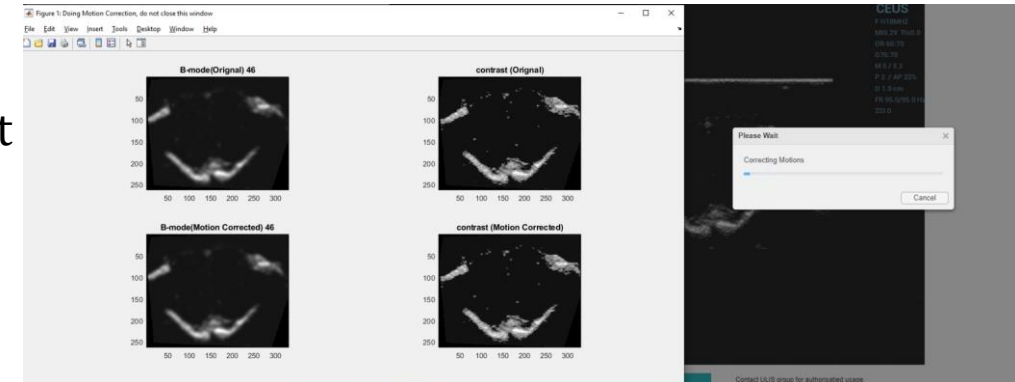 Figure 1: Doing Motion Correction, do not close this window
File Edit View Insert Tools Desktop Window Help
t
B-mode(Orignal) 46
50
100
150
200
250
50 100 150 200 250 300
contrast (Orignal)
50
100
150
200
250
50 100 150 200 250 300
B-mode(Motion Corrected) 46
50
100
150
200
250
50 100 150 200 250 300
contrast (Motion Corrected)
50
100
150
200
250
50 100 150 200 250 300
CEUS
Please Wait
Correcting Motions
Cancel
Contact ULIS group for authorisated usage